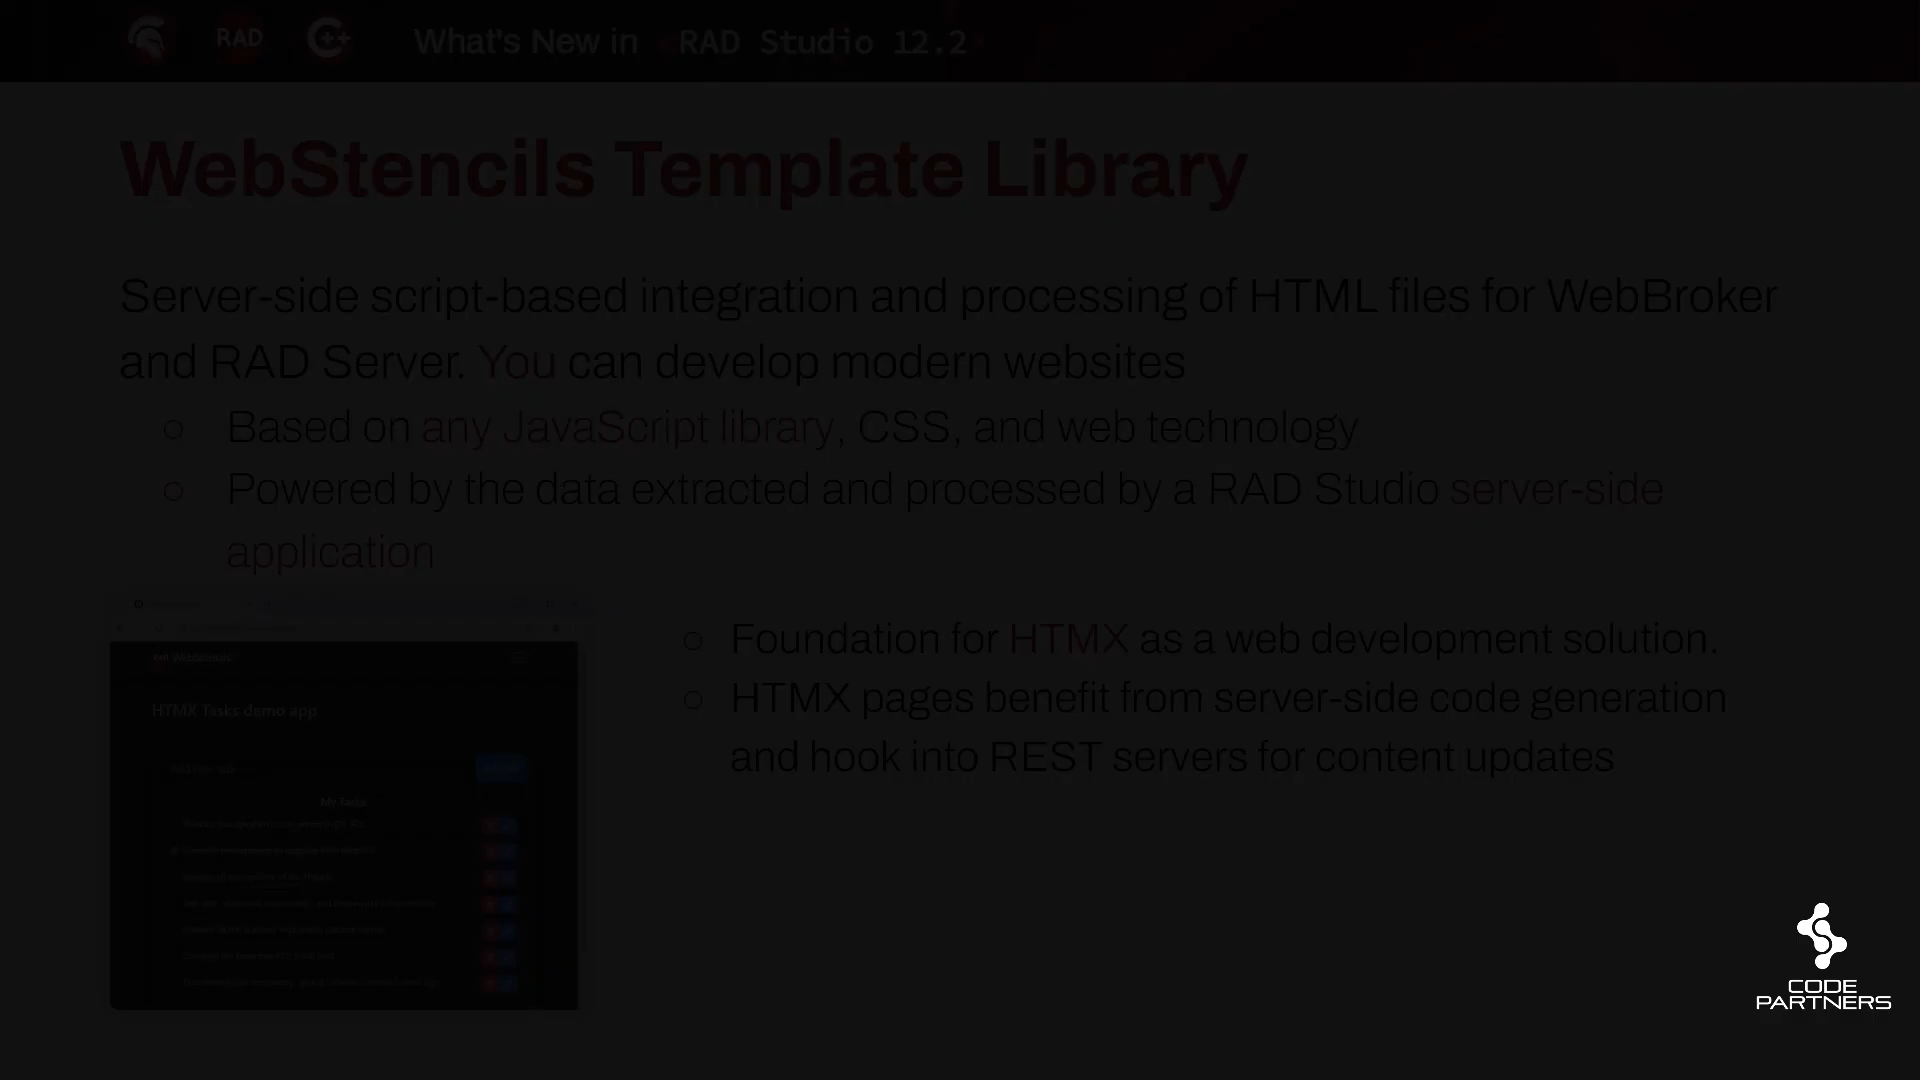 RAD C++ What's New in RAD Studio 12.2
WebStencils Template Library
Server-side script-based integration and processing of HTML files for WebBroker
and RAD Server. You can develop modern websites
○ Based on any JavaScript library, CSS, and web technology
○ Powered by the data extracted and processed by a RAD Studio server-side
application
WebStencils
HTMX Tasks demo app
My Tasks
○ Foundation for HTMX as a web development solution.
○ HTMX pages benefit from server-side code generation
and hook into REST servers for content updates
CODE
PARTNERS